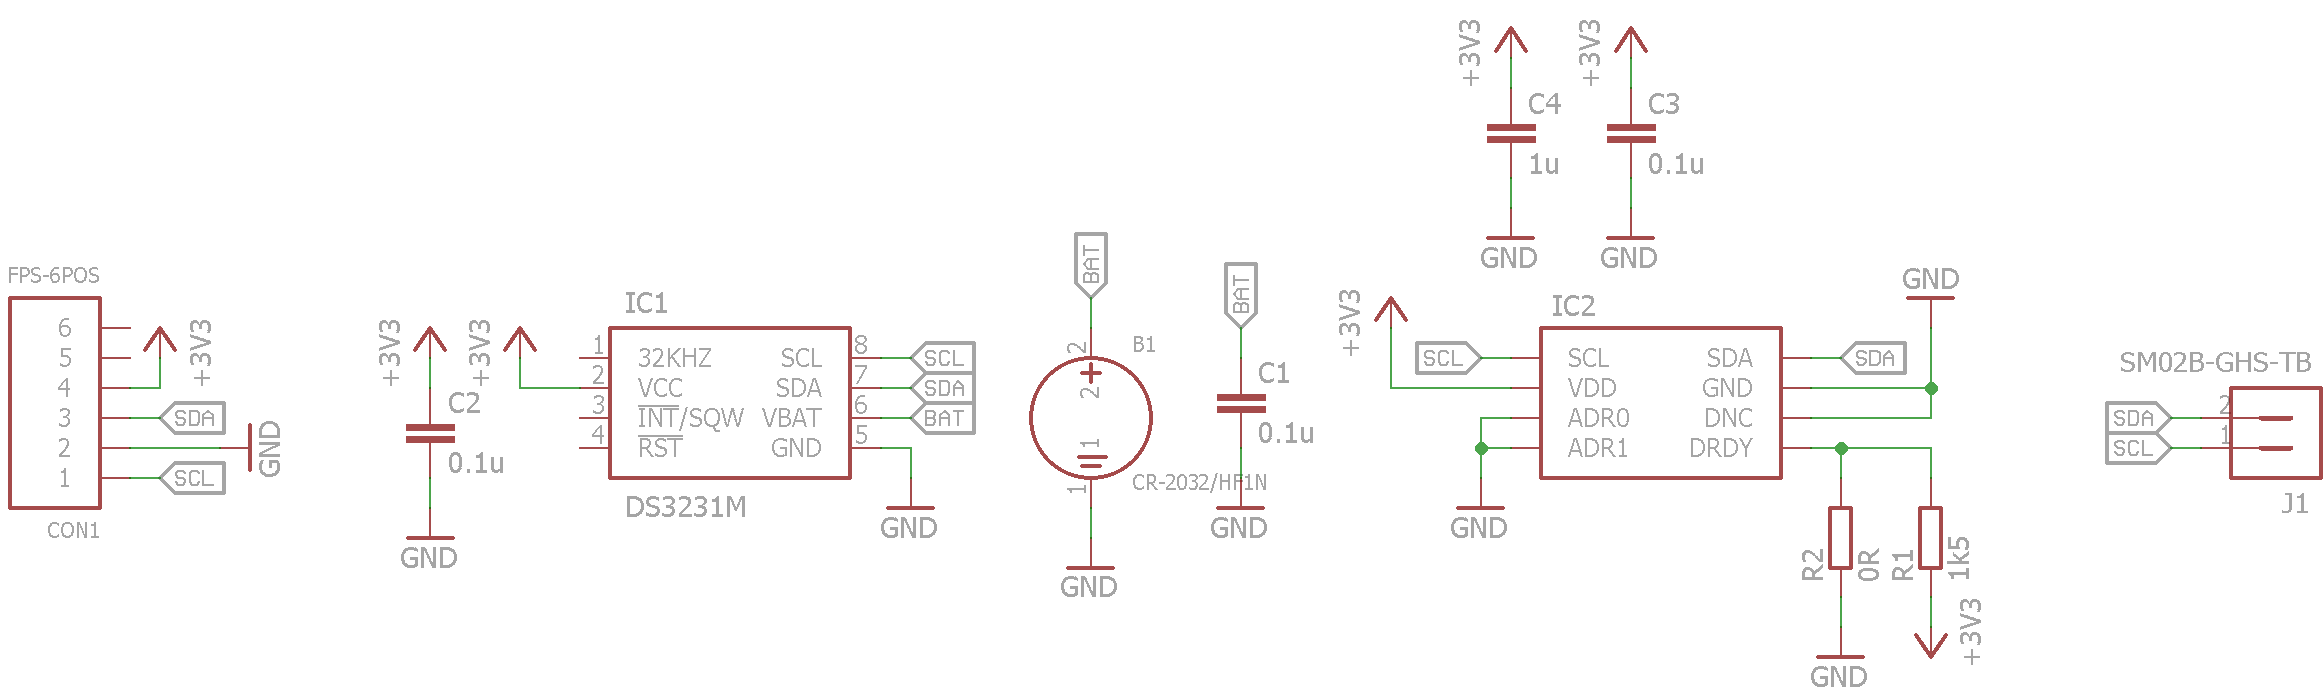 FPS-6POS
6
5
4
3
2
1
+3V3
SDA
GND
SCL
CON1
+3V3
C2
0.1u
GND
+3V3
IC1
1
2
3
4
32KHZ
VCC
INT/SQW
RST
SCL
SDA
VBAT
GND
8
7
6
5
SCL
SDA
BAT
DS3231M
GND
BAT
2
B1
2
1
1
CR-2032/HF1N
GND
BAT
C1
0.1u
GND
+3V3
C4
1u
GND
+3V3
C3
0.1u
GND
+3V3
SCL
IC2
SCL
VDD
ADR0
ADR1
SDA
GND
DNC
DRDY
GND
SDA
GND
R2
0R
GND
R1
1k5
+3V3
SM02B-GHS-TB
SDA
SCL
2
1
J1